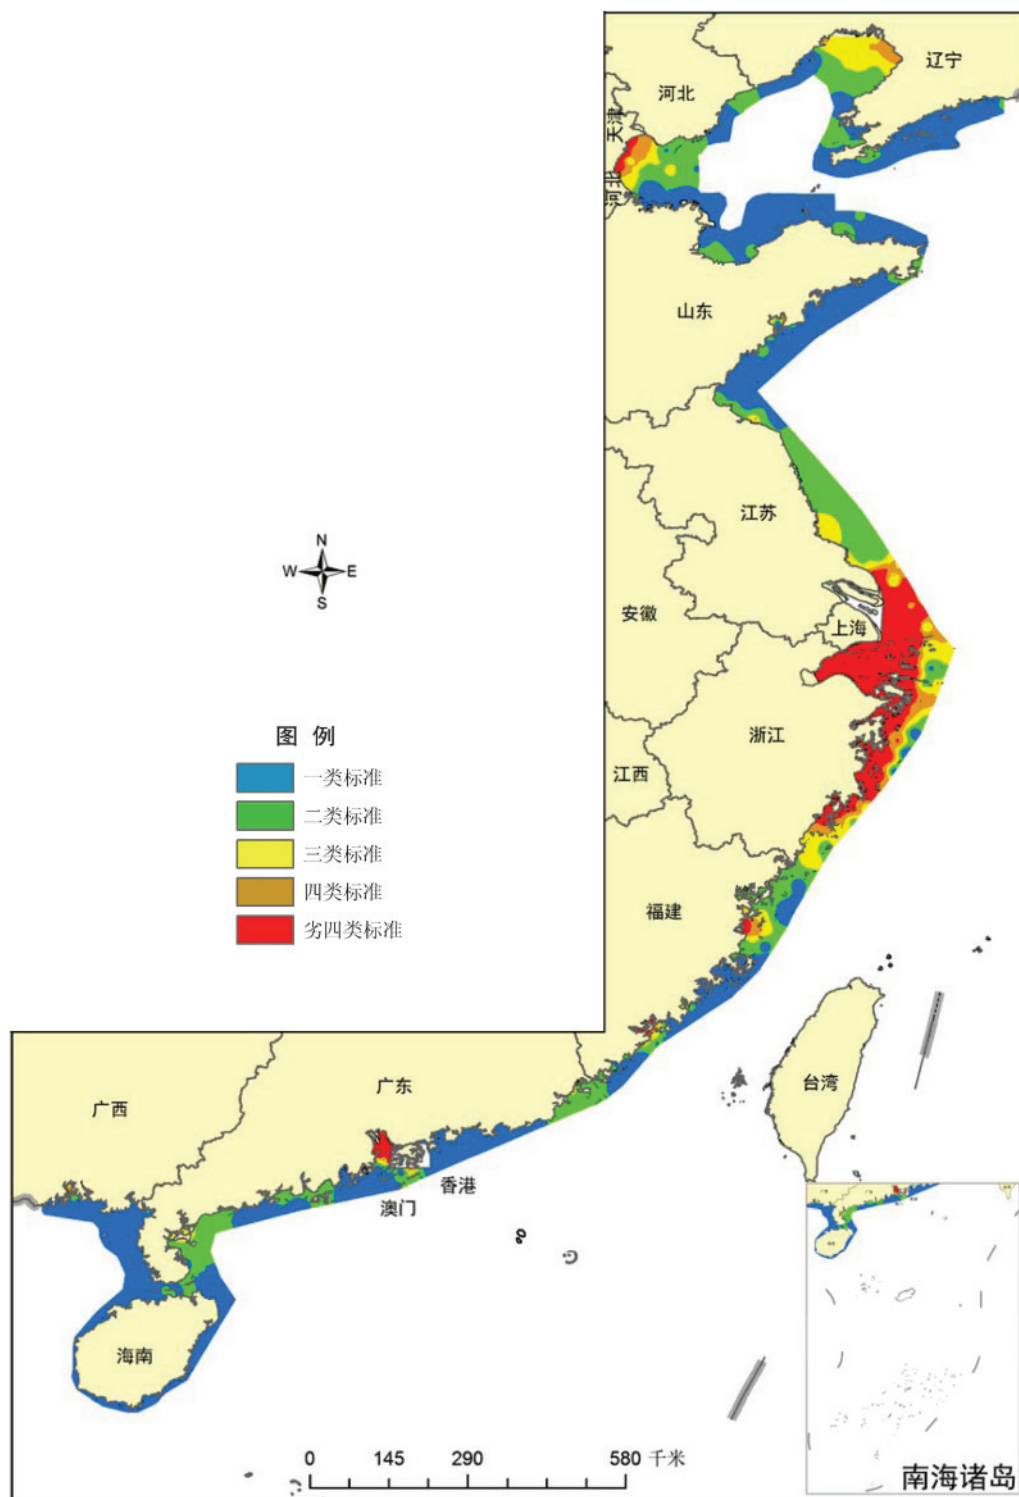 辽宁
河北
天津
河北
山东
江苏
N
W E
S
安徽
上海
图 例
浙江
江西
一类标准
二类标准
三类标准
四类标准
劣四类标准
福建
台湾
广东
广西
香港
澳门
海南
0 145 290 580 千米
南海诸岛